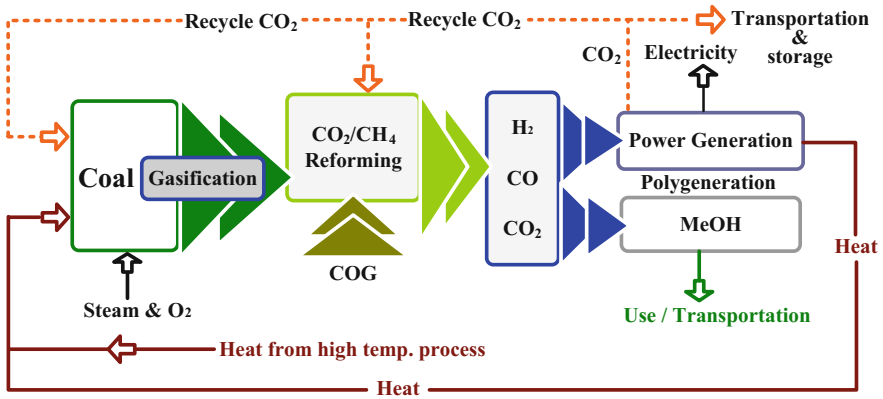 Recycle CO₂
Recycle CO₂
Transportation
&
storage
CO₂
Electricity
CO₂/CH₄
Reforming
H₂
CO
CO₂
Power Generation
Coal
Gasification
Polygeneration
MeOH
COG
Heat
Steam & O₂
Use / Transportation
Heat from high temp. process
Heat